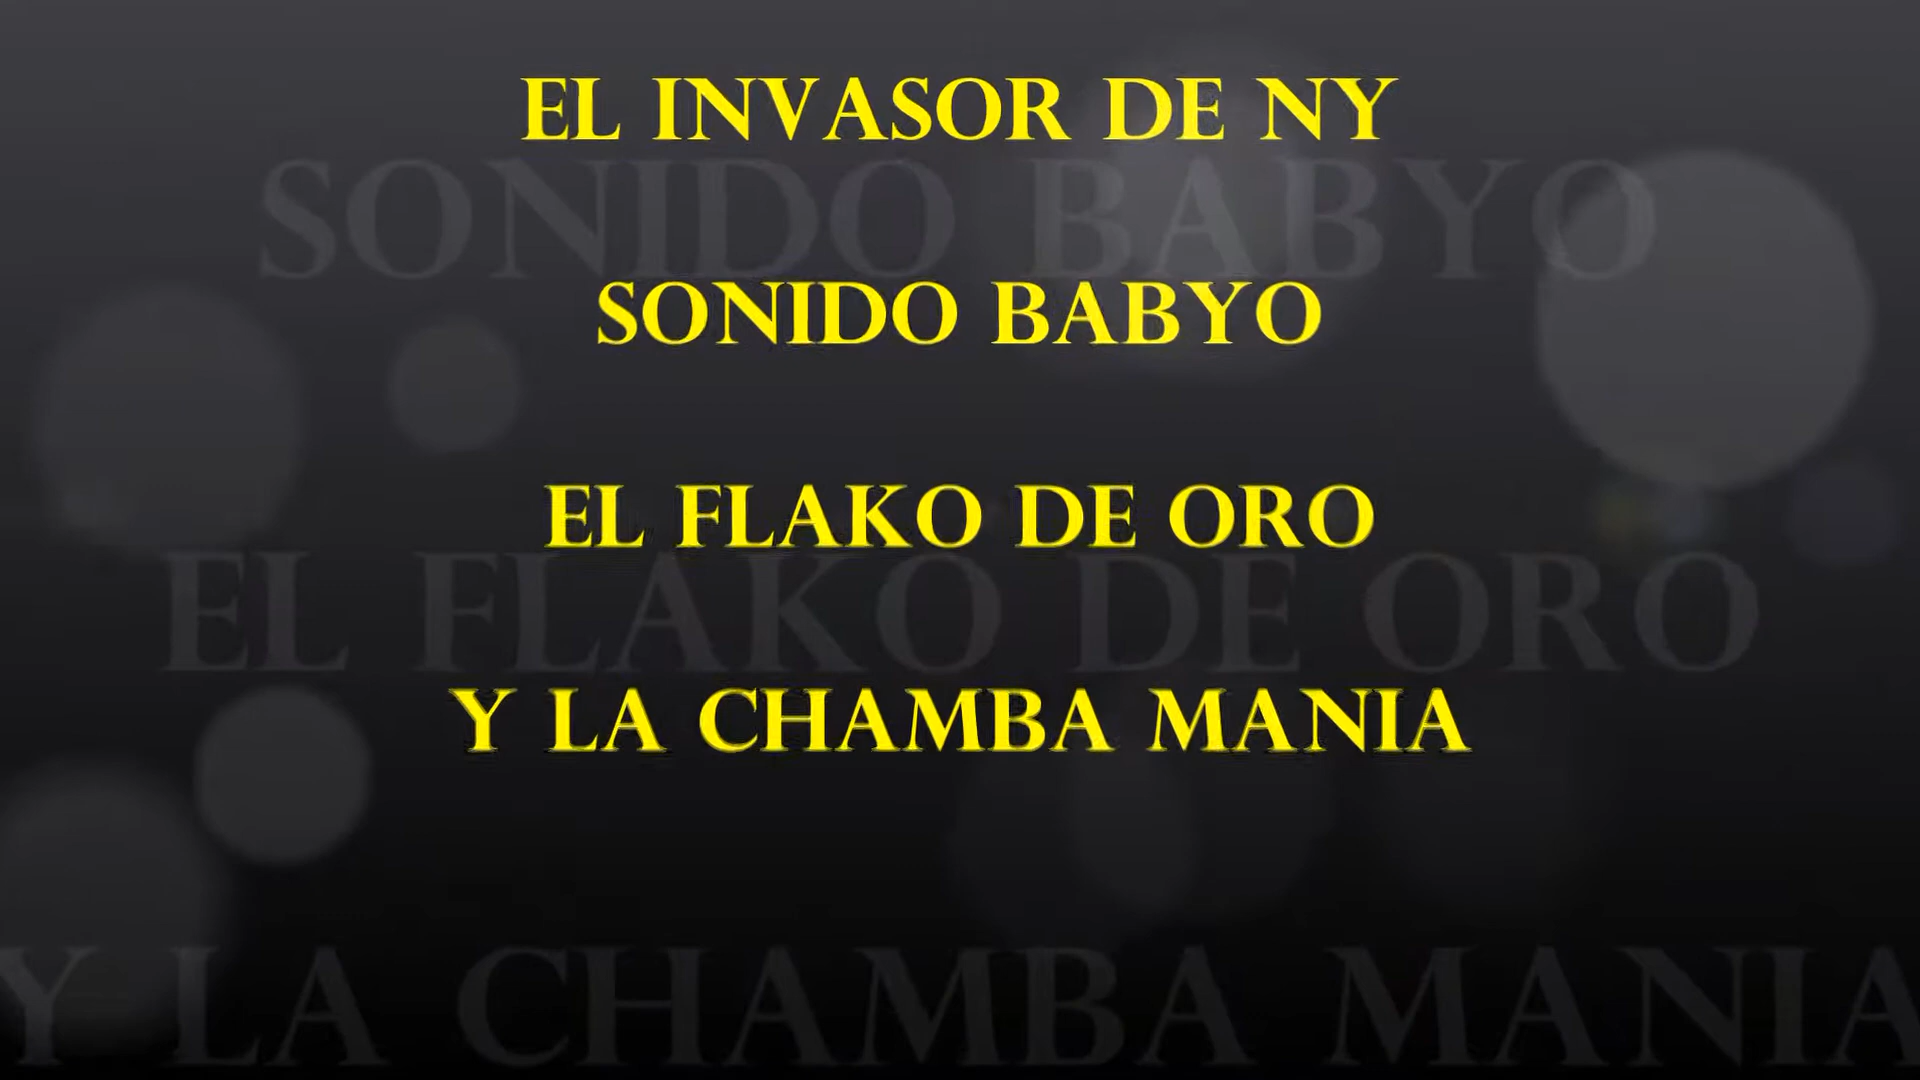 EL INVASOR DE NY
SONIDO BABYO
SONIDO BABYO
EL FLAKO DE ORO
EL FLAKO DE ORO
Y LA CHAMBA MANIA
Y LA CHAMBA MANIA